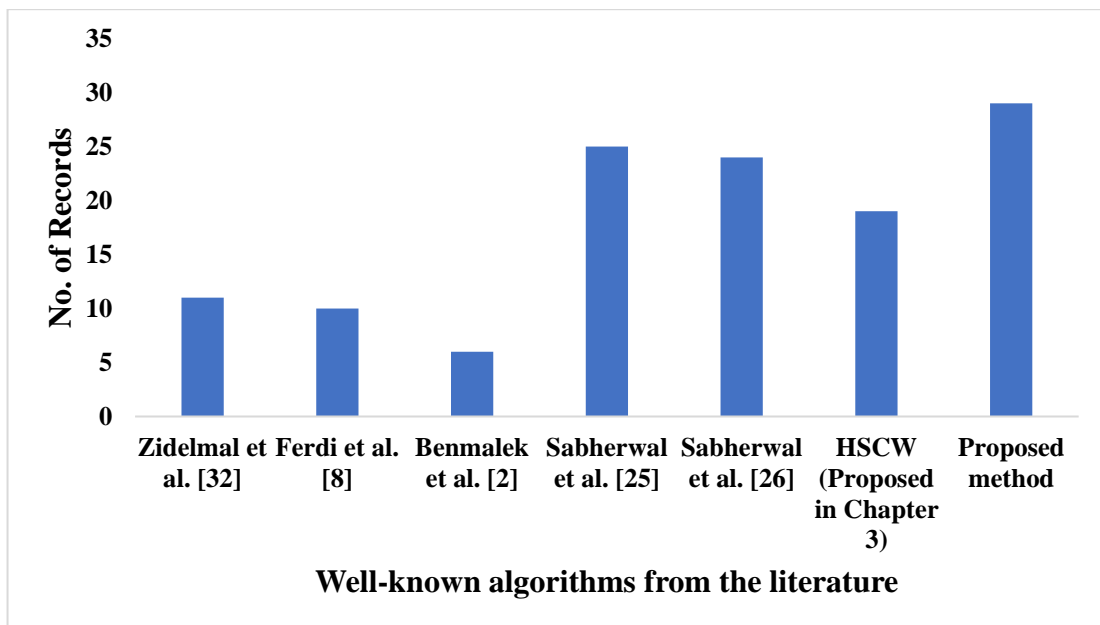 35
30
25
20
15
10
5
0
No. of Records
Zidelmal et
al. [32]
Ferdi et al.
[8]
Benmalek
et al. [2]
Sabherwal
et al. [25]
Sabherwal
et al. [26]
HSCW
(Proposed
in Chapter
3)
Proposed
method
Well-known algorithms from the literature